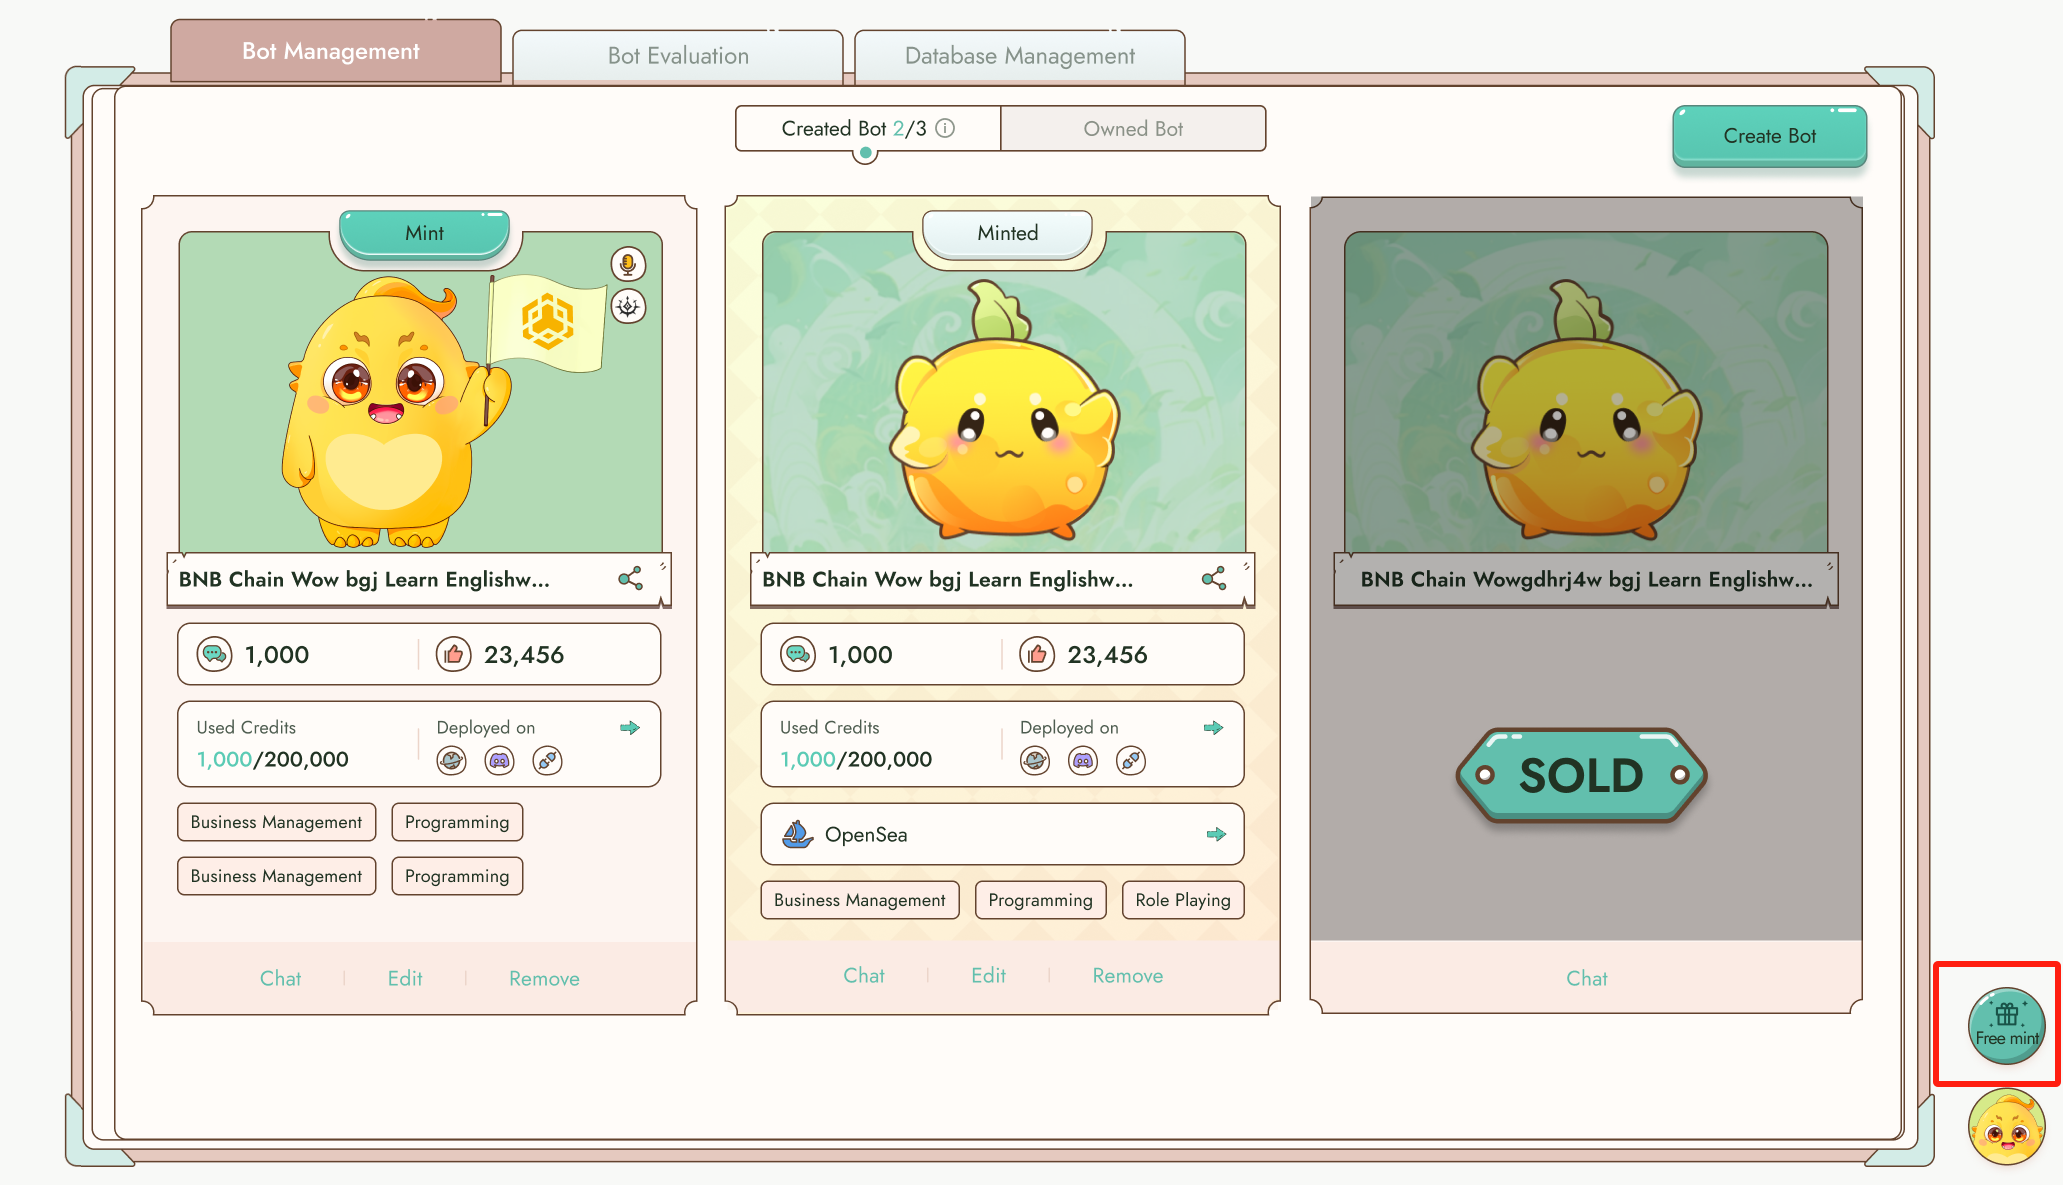 Bot Management
Bot Evaluation
Database Management
Created Bot 2/3
Owned Bot
Create Bot
Mint
BNB Chain Wow bgj Learn Englishw...
1,000
23,456
Used Credits
1,000/200,000
Deployed on
Business Management
Programming
Business Management
Programming
Chat
Edit
Remove
Minted
BNB Chain Wow bgj Learn Englishw...
1,000
23,456
Used Credits
1,000/200,000
Deployed on
OpenSea
Business Management
Programming
Role Playing
Chat
Edit
Remove
BNB Chain Wowgdhrj4w bgj Learn Englishw...
SOLD
Chat
Free mint